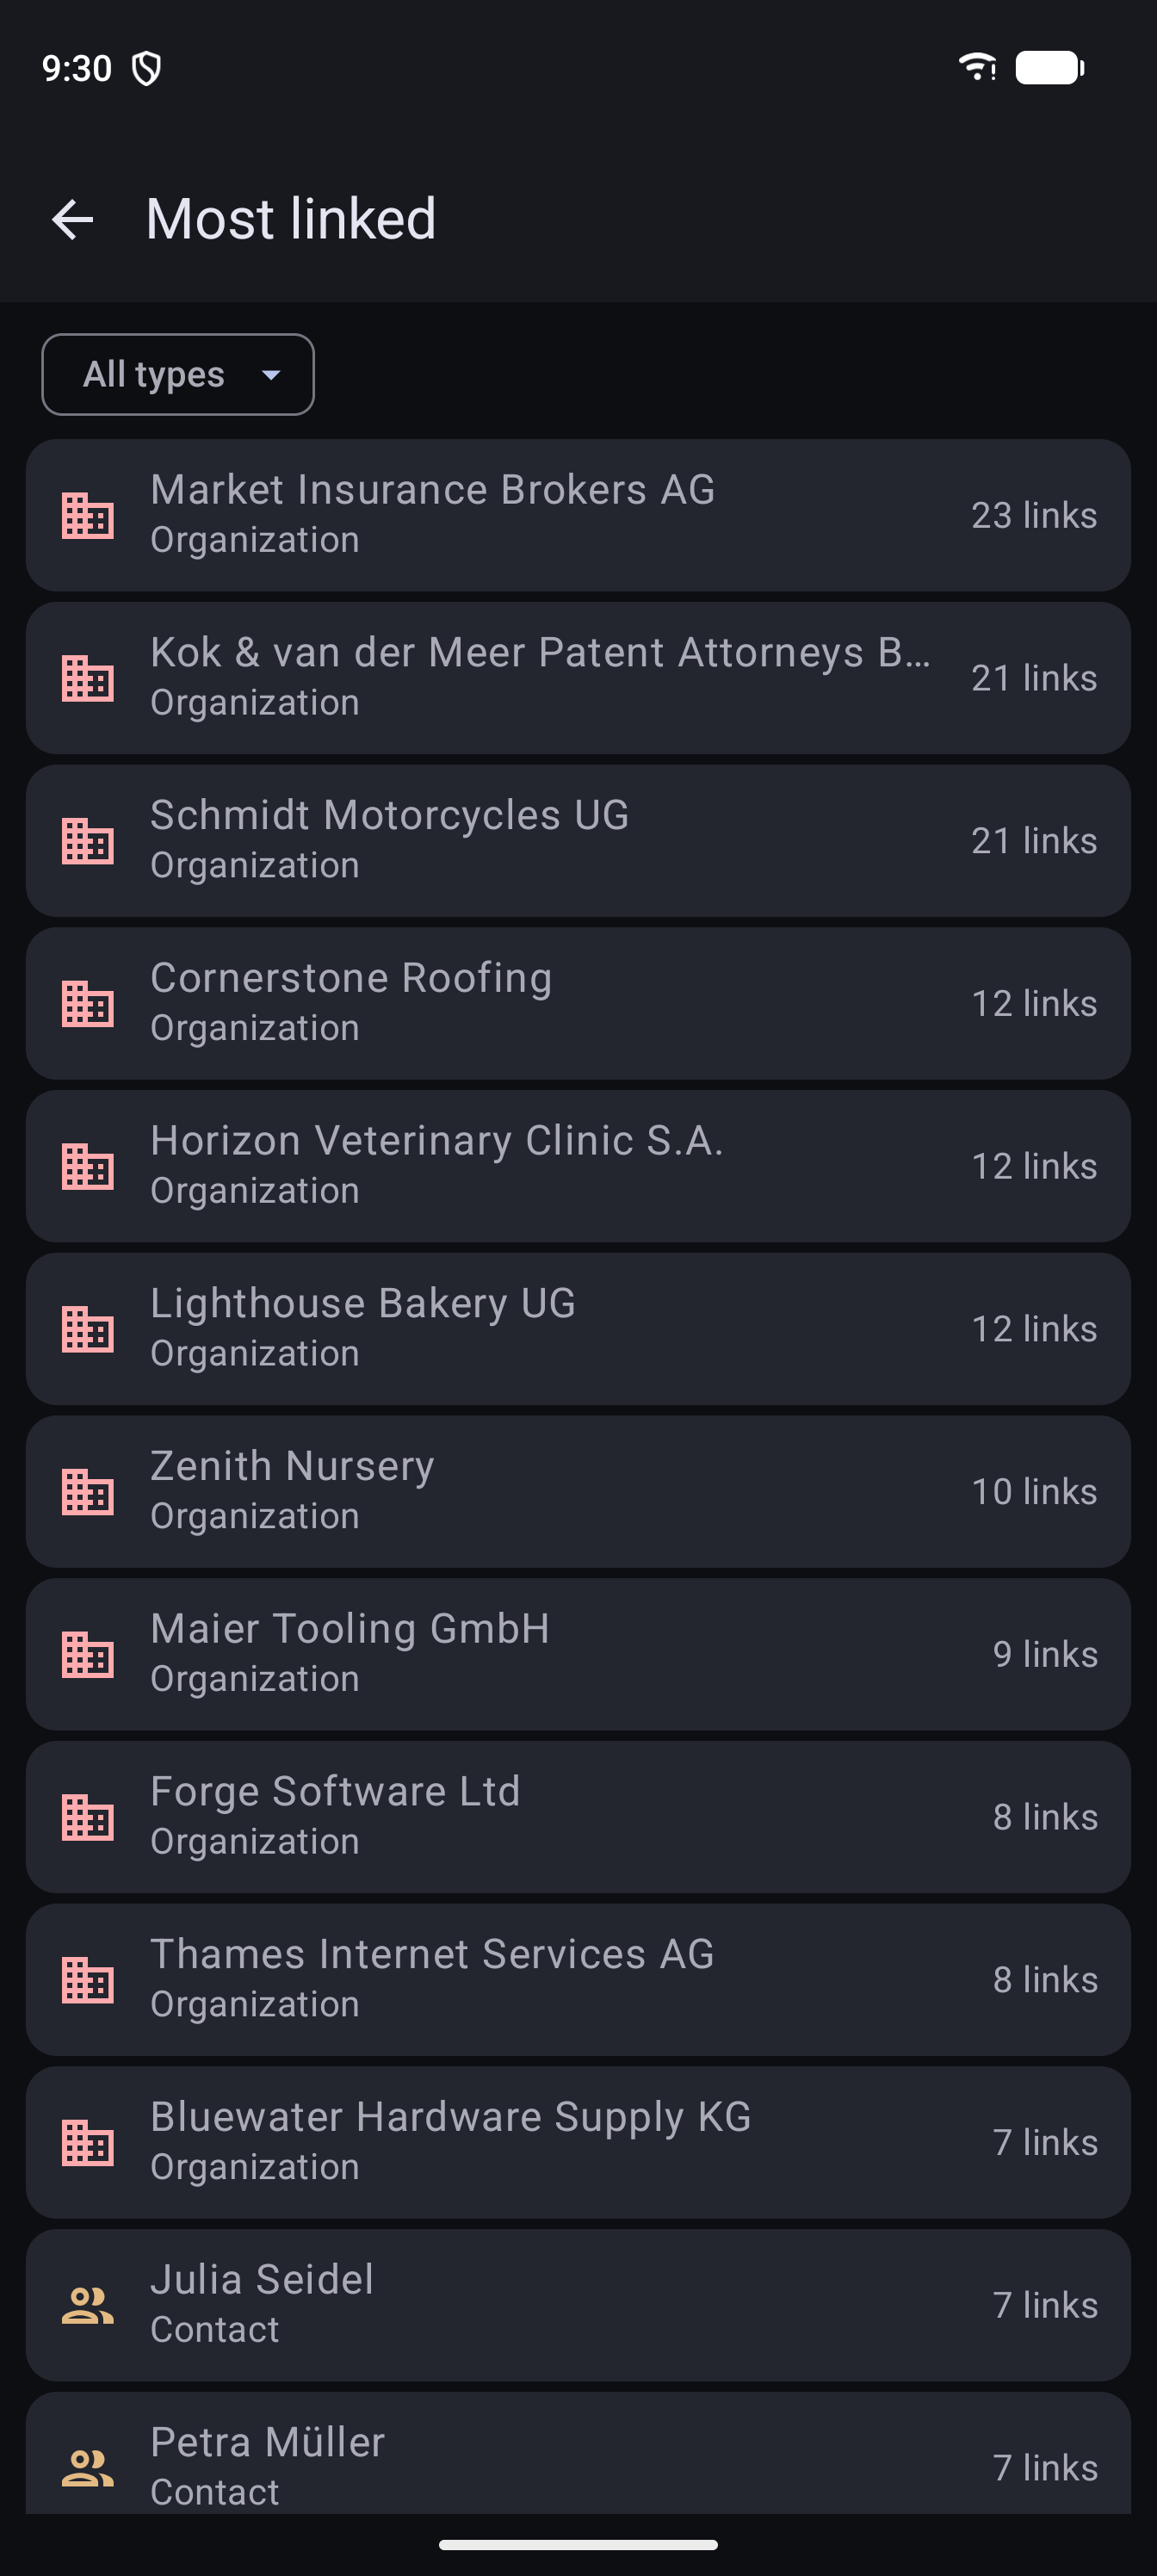 9:30
Most linked
All types
Market Insurance Brokers AG
Organization
23 links
Kok & van der Meer Patent Attorneys B…
Organization
21 links
Schmidt Motorcycles UG
Organization
21 links
Cornerstone Roofing
Organization
12 links
Horizon Veterinary Clinic S.A.
Organization
12 links
Lighthouse Bakery UG
Organization
12 links
Zenith Nursery
Organization
10 links
Maier Tooling GmbH
Organization
9 links
Forge Software Ltd
Organization
8 links
Thames Internet Services AG
Organization
8 links
Bluewater Hardware Supply KG
Organization
7 links
Julia Seidel
Contact
7 links
Petra Müller
Contact
7 links